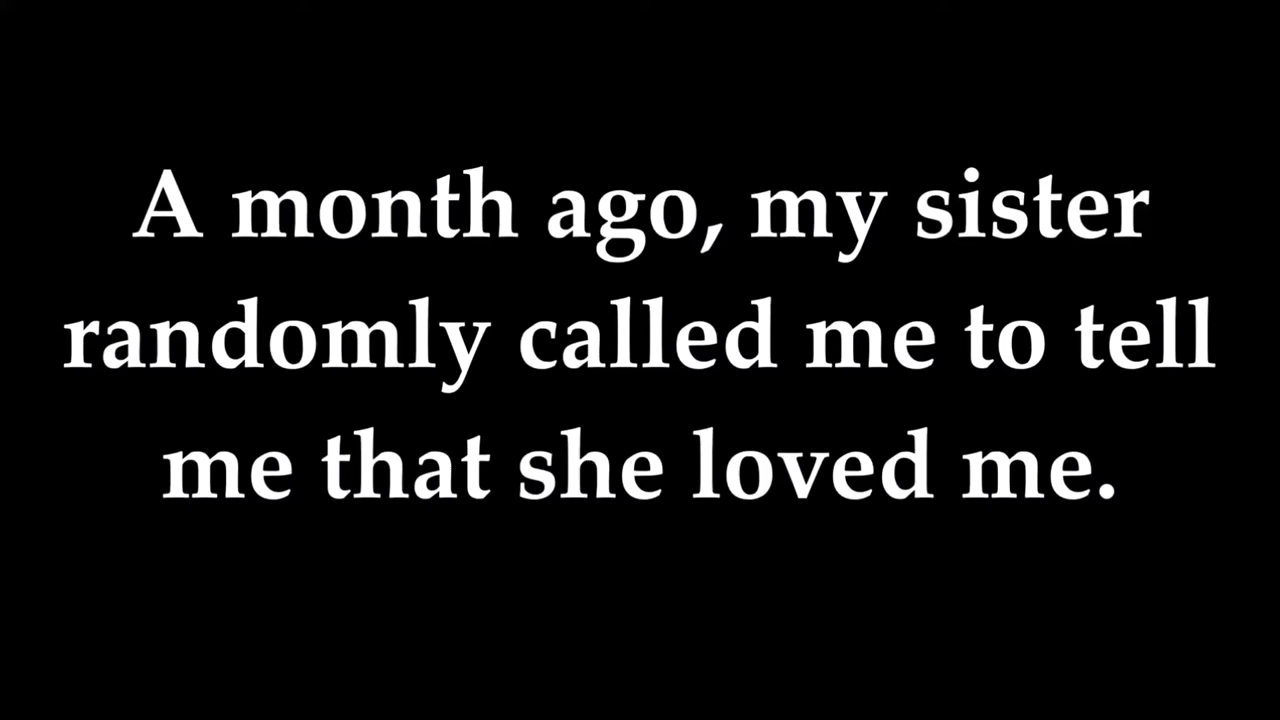 A month ago, my sister
randomly called me to tell
me that she loved me.